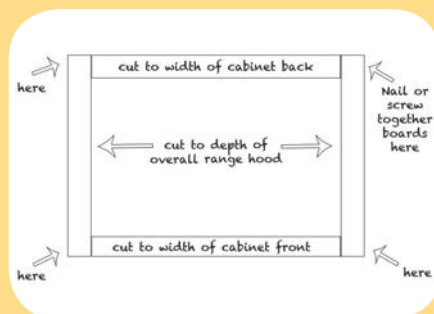 cut to width of cabinet back
here
Nail or
screw
together
boards
here
cut to depth of
overall range hood
cut to width of cabinet front
here
here